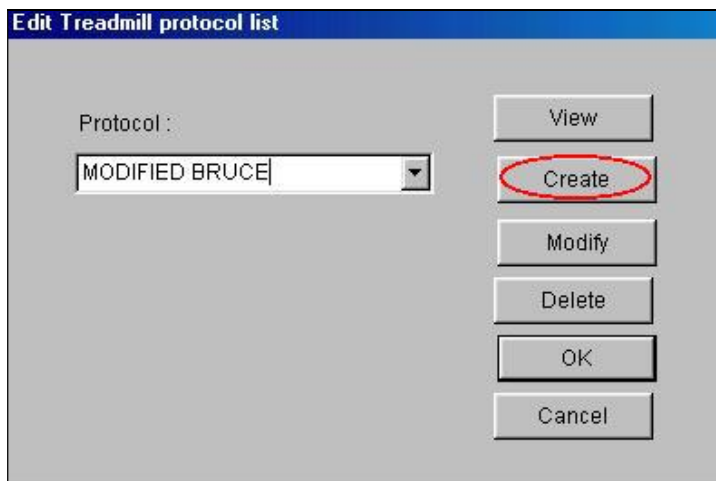 Edit Treadmill protocol list
Protocol :
MODIFIED BRUCE
View
Create
Modify
Delete
OK
Cancel